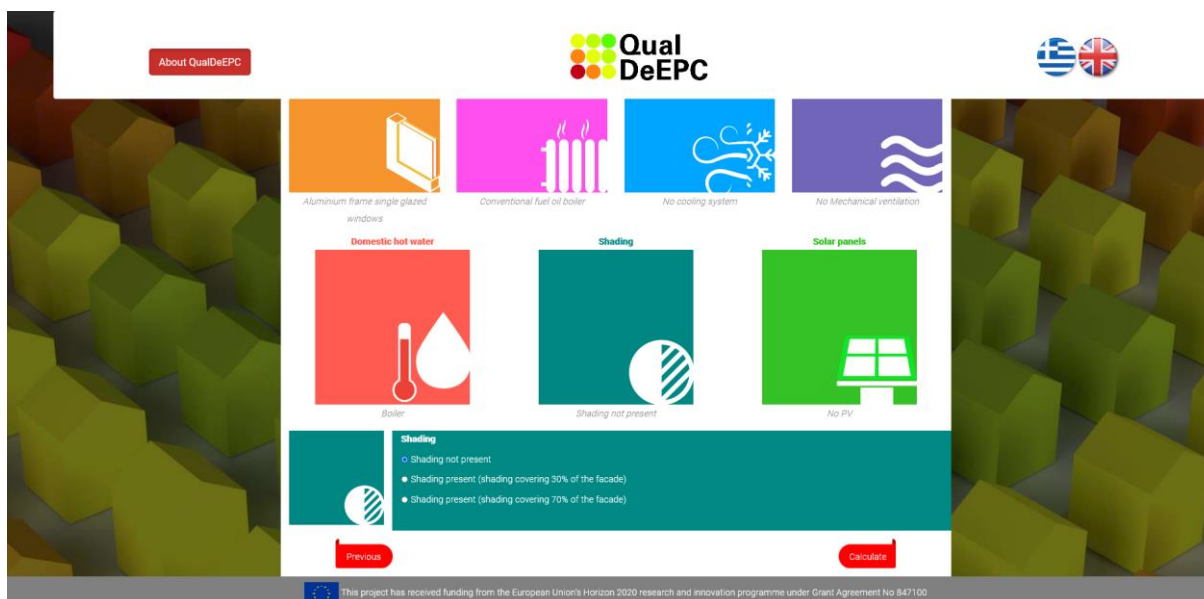 About QualDeEPC
Qual
DeEPC
Aluminium frame single glazed
windows
Conventional fuel oil boiler
No cooling system
No Mechanical ventilation
Domestic hot water
Shading
Solar panels
Boiler
Shading not present
No PV
Shading
Shading not present
Shading present (shading covering 30% of the facade)
Shading present (shading covering 70% of the facade)
Previous
Calculate
This project has received funding from the European Union's Horizon 2020 research and innovation programme under Grant Agreement No 847100